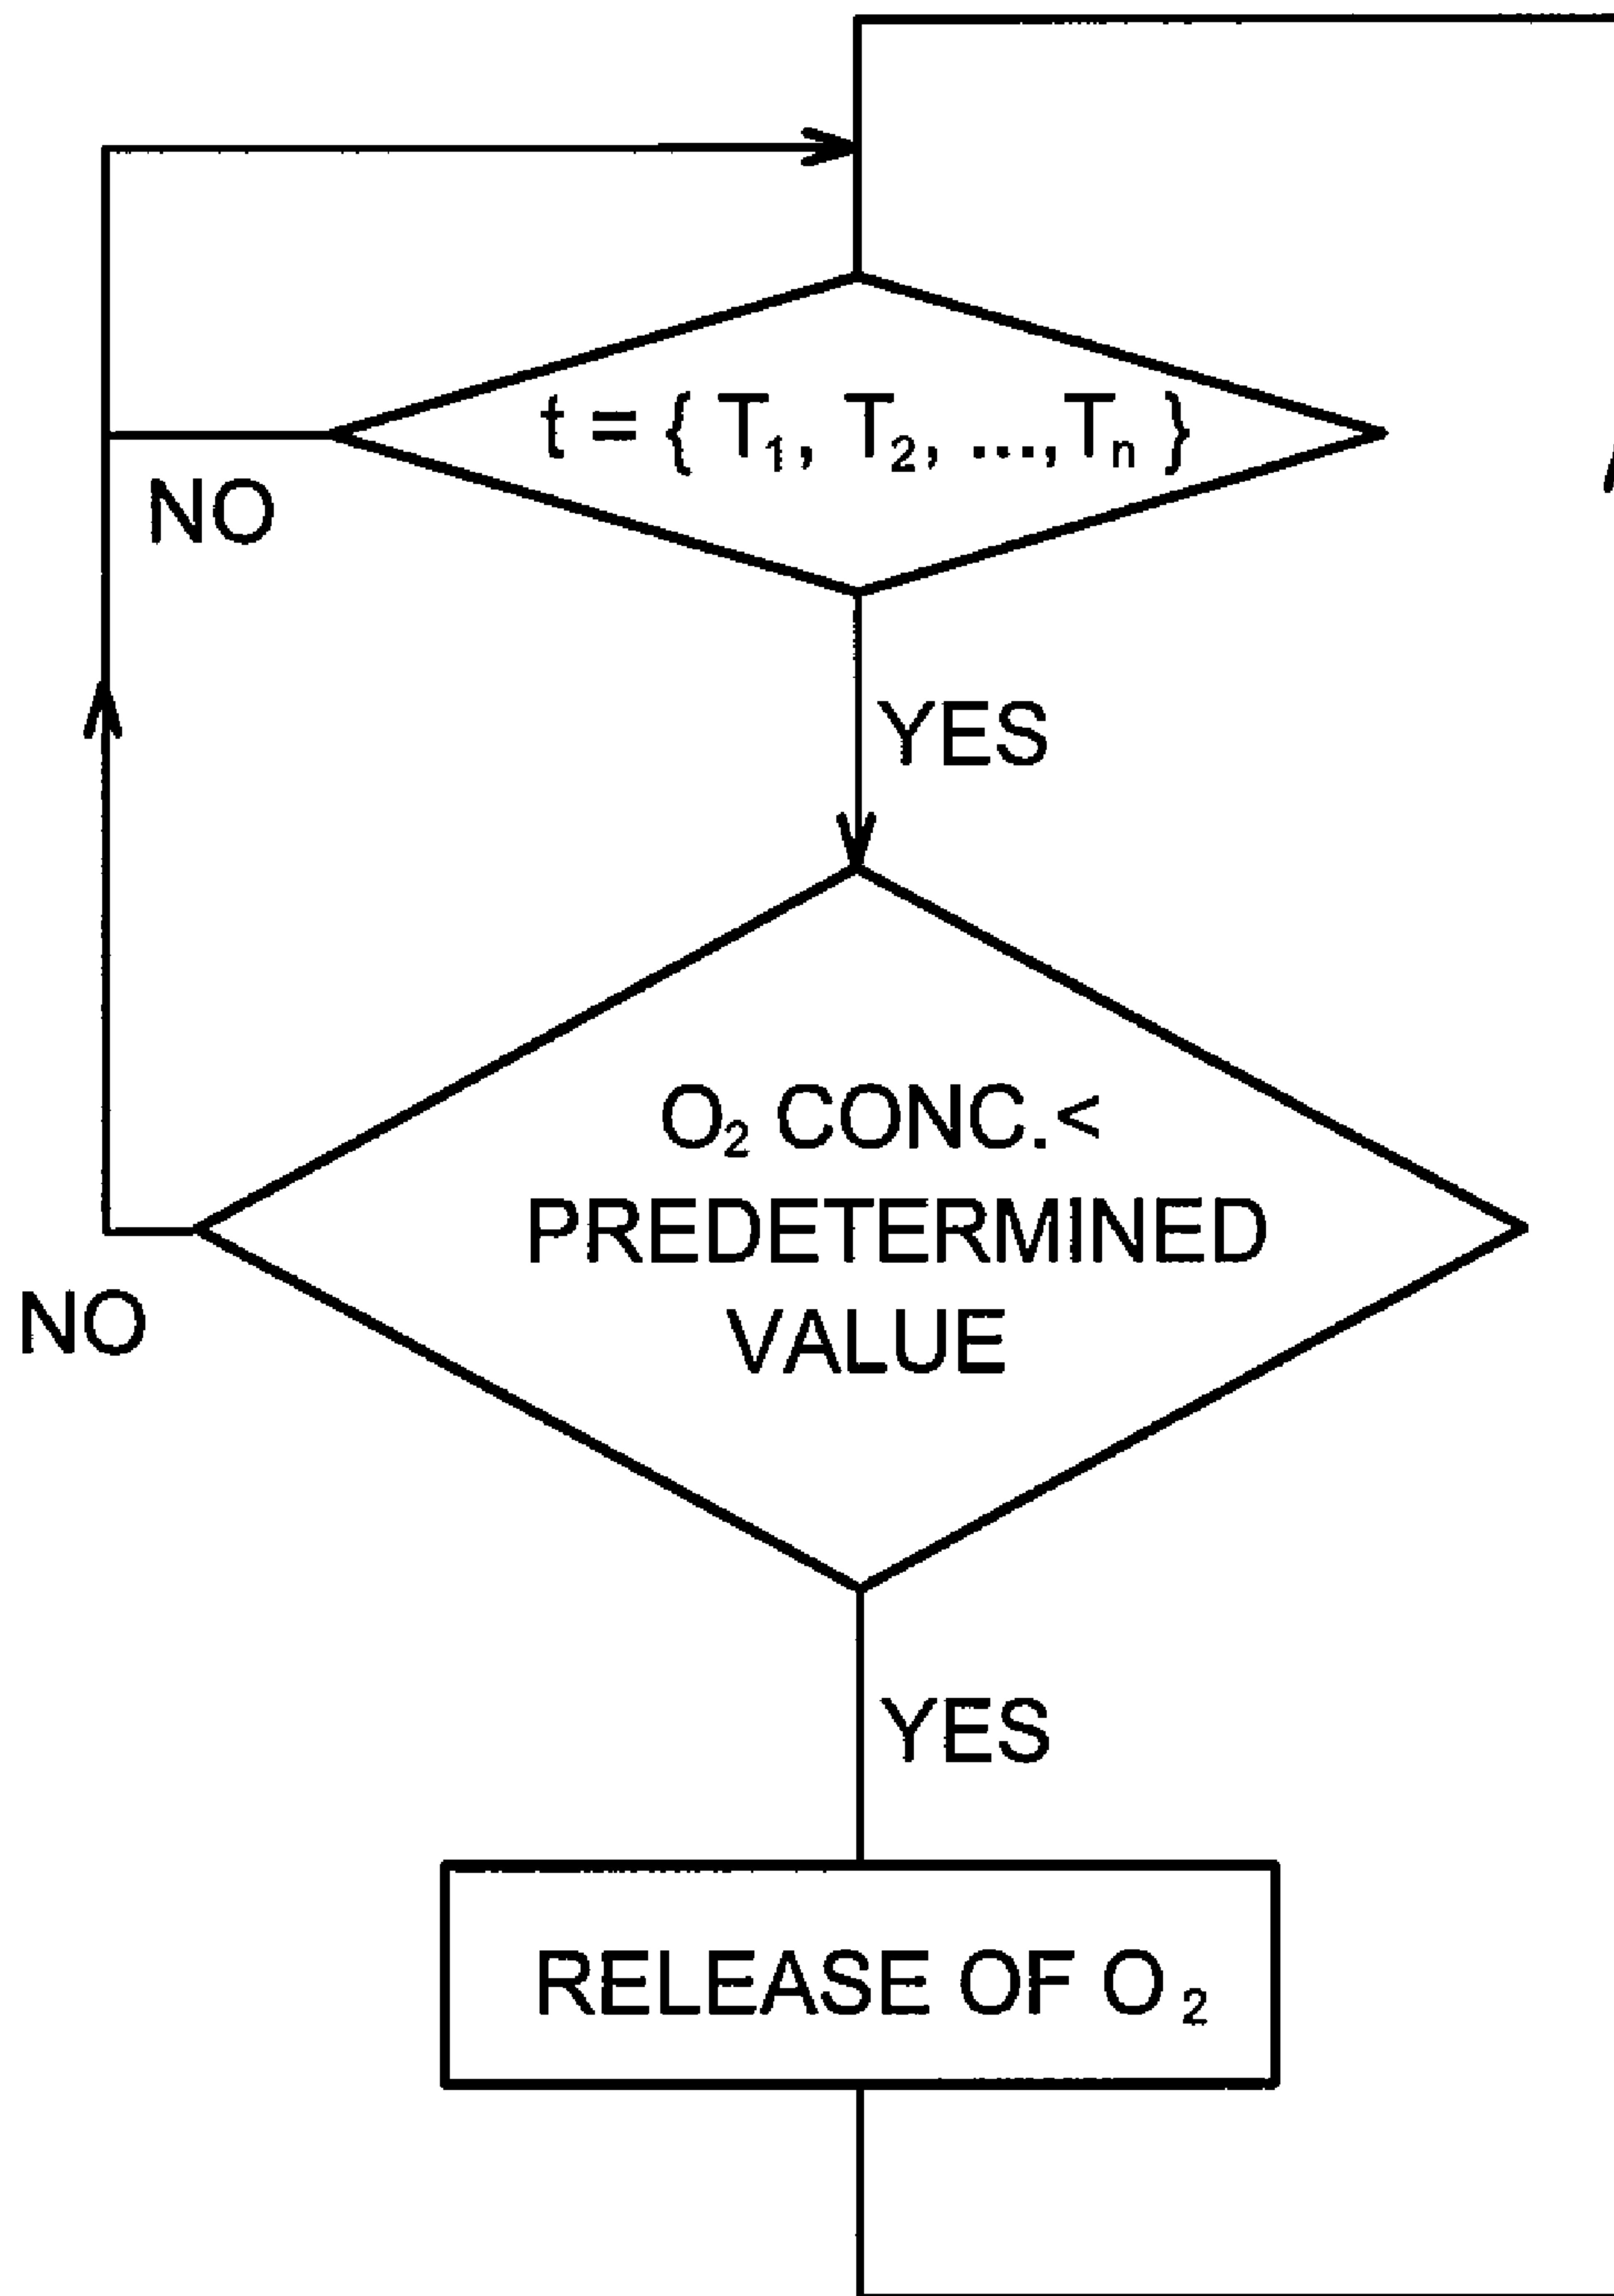 t = { T₁, T₂, ...,Tₙ }
NO
YES
O₂ CONC.<
PREDETERMINED
VALUE
NO
YES
RELEASE OF O₂